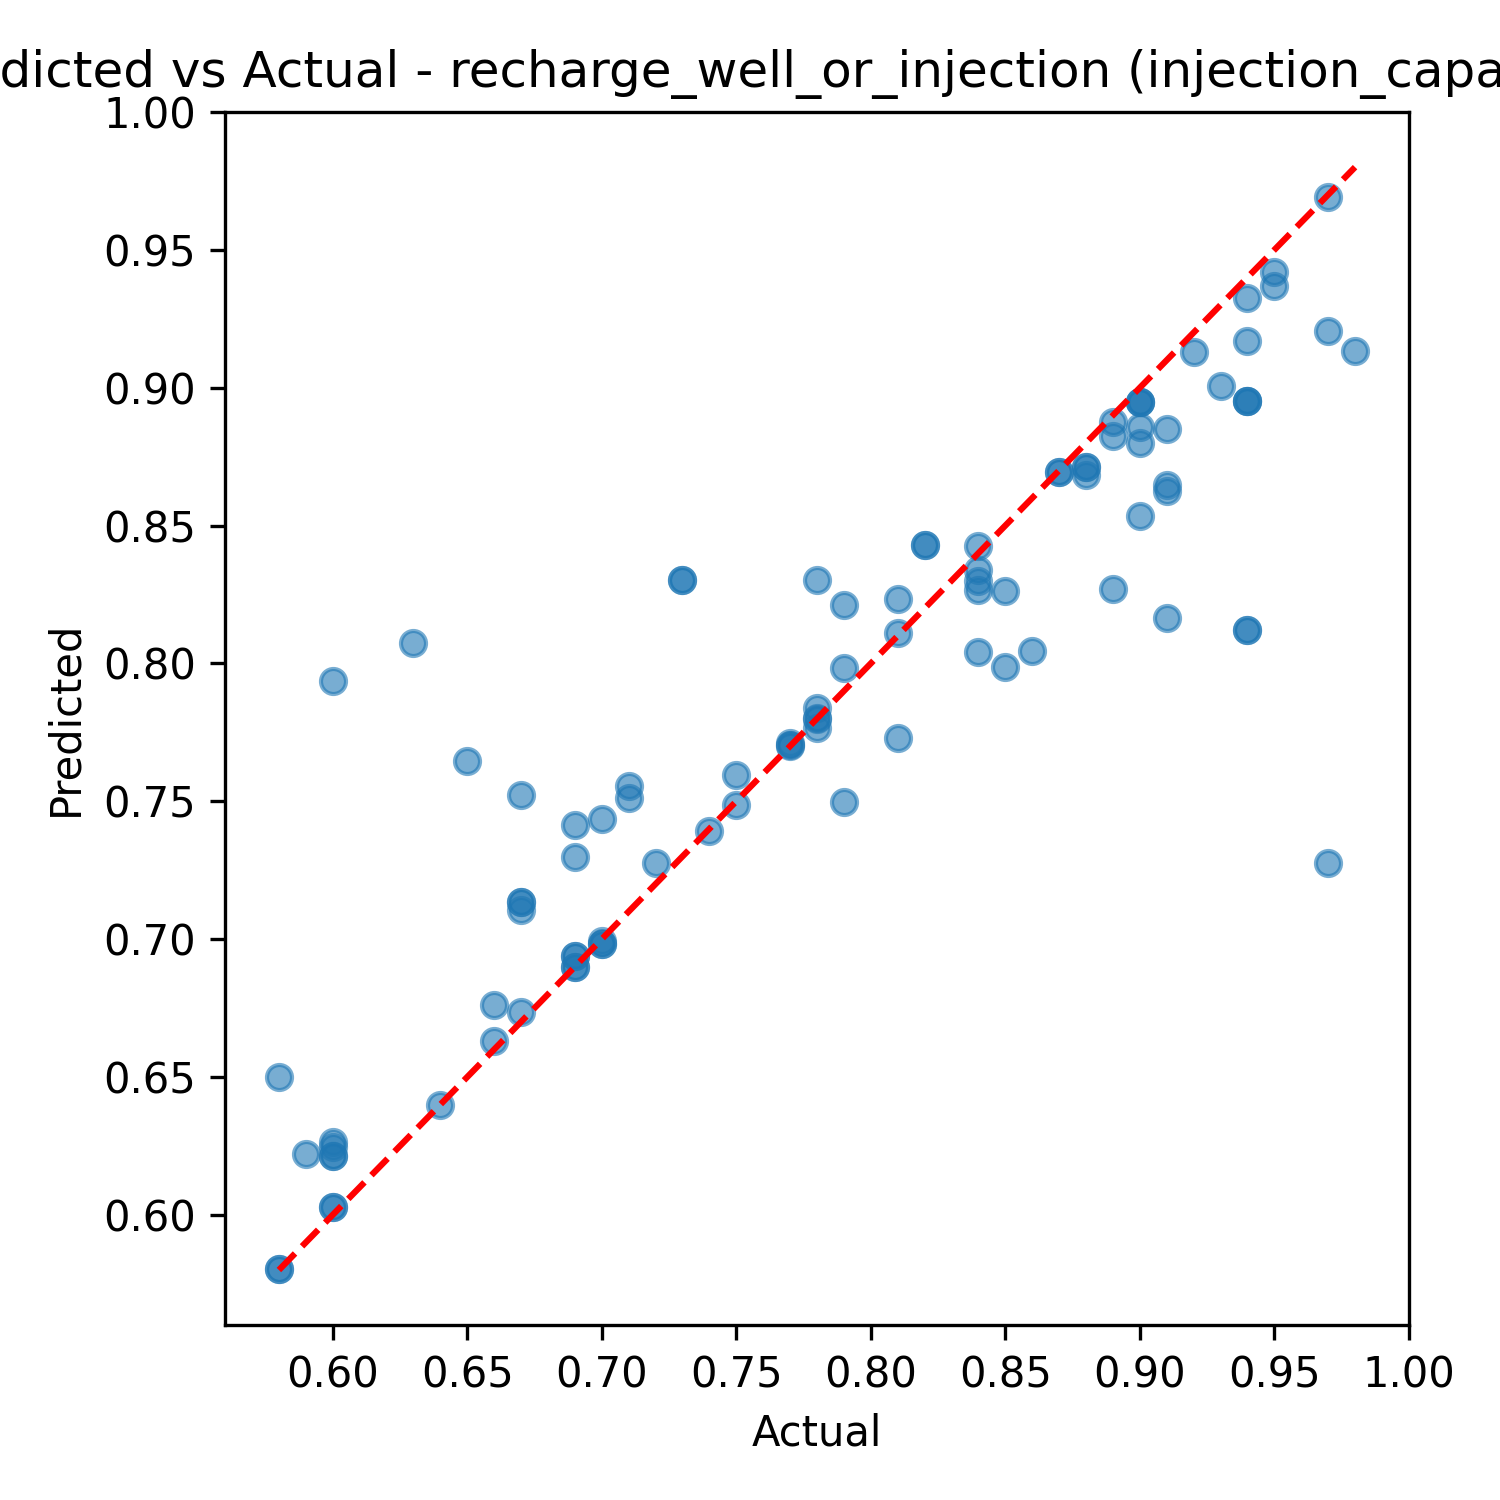 dicted vs Actual - recharge_well_or_injection (injection_capa
1.00
0.95
0.90
0.85
0.80
0.75
0.70
0.65
0.60
Predicted
0.60 0.65 0.70 0.75 0.80 0.85 0.90 0.95 1.00
Actual